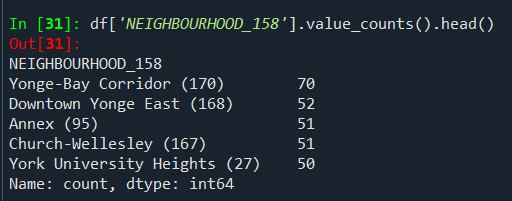 In [31]: df['NEIGHBOURHOOD_158'].value_counts().head()
Out[31]:
NEIGHBOURHOOD_158
Yonge-Bay Corridor (170)         70
Downtown Yonge East (168)        52
Annex (95)                       51
Church-Wellesley (167)           51
York University Heights (27)     50
Name: count, dtype: int64